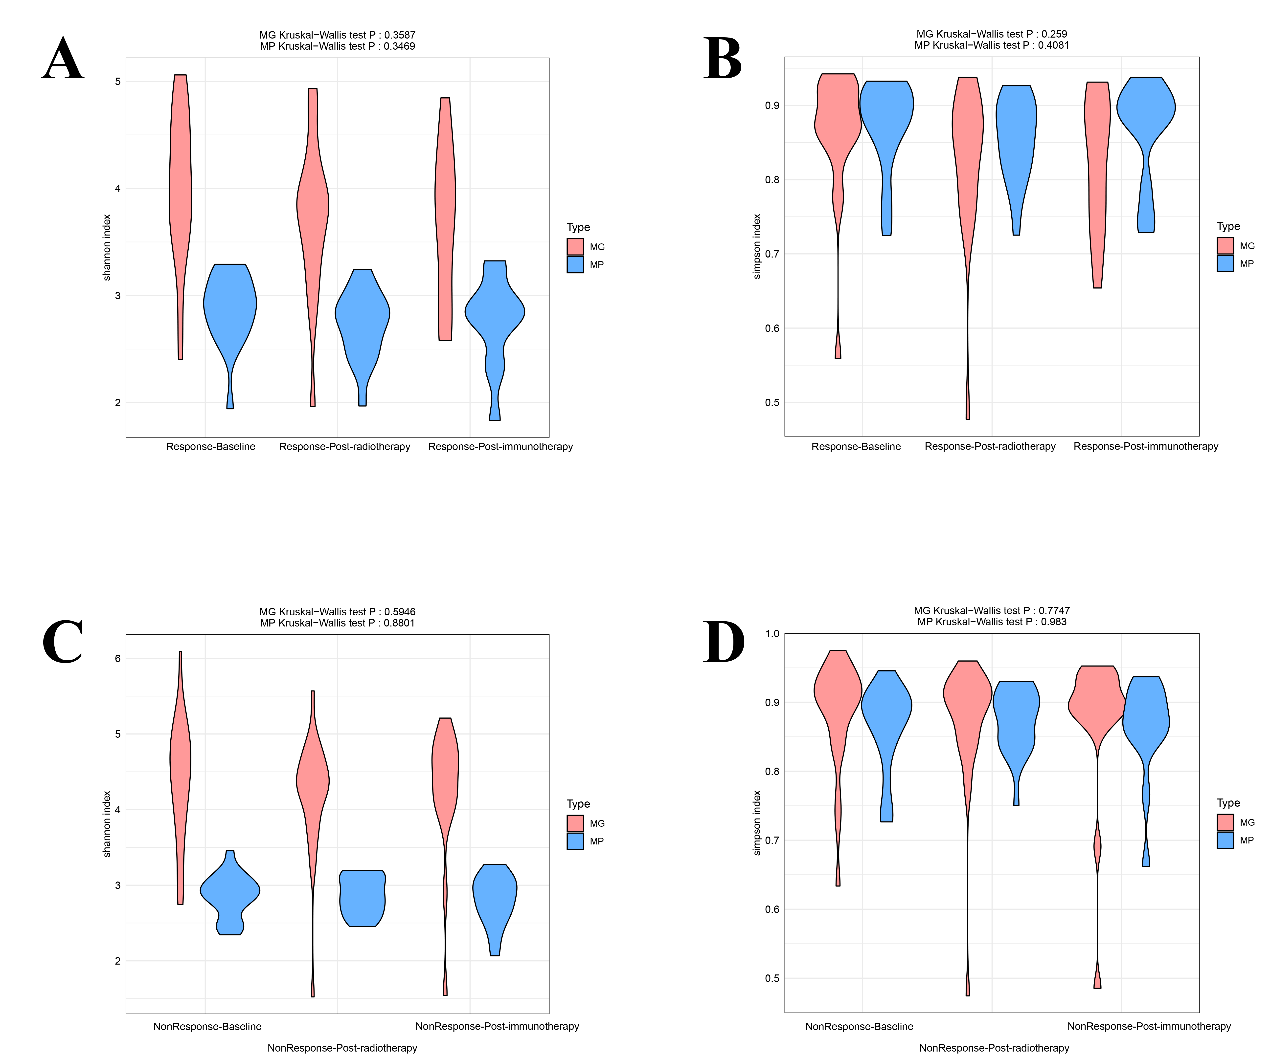 A
MG Kruskal-Wallis test P : 0.3587
MP Kruskal-Wallis test P : 0.3469
5
4
3
2
shannon index
Response-Baseline
Response-Post-radiotherapy
Response-Post-immunotherapy
Type
MG
MP
B
MG Kruskal-Wallis test P : 0.259
MP Kruskal-Wallis test P : 0.4081
0.9
0.8
0.7
0.6
0.5
simpson index
Response-Baseline
Response-Post-radiotherapy
Response-Post-immunotherapy
Type
MG
MP
C
MG Kruskal-Wallis test P : 0.5946
MP Kruskal-Wallis test P : 0.8801
6
5
4
3
2
shannon index
NonResponse-Baseline
NonResponse-Post-immunotherapy
NonResponse-Post-radiotherapy
Type
MG
MP
D
MG Kruskal-Wallis test P : 0.7747
MP Kruskal-Wallis test P : 0.983
1.0
0.9
0.8
0.7
0.6
0.5
simpson index
NonResponse-Baseline
NonResponse-Post-immunotherapy
NonResponse-Post-radiotherapy
Type
MG
MP